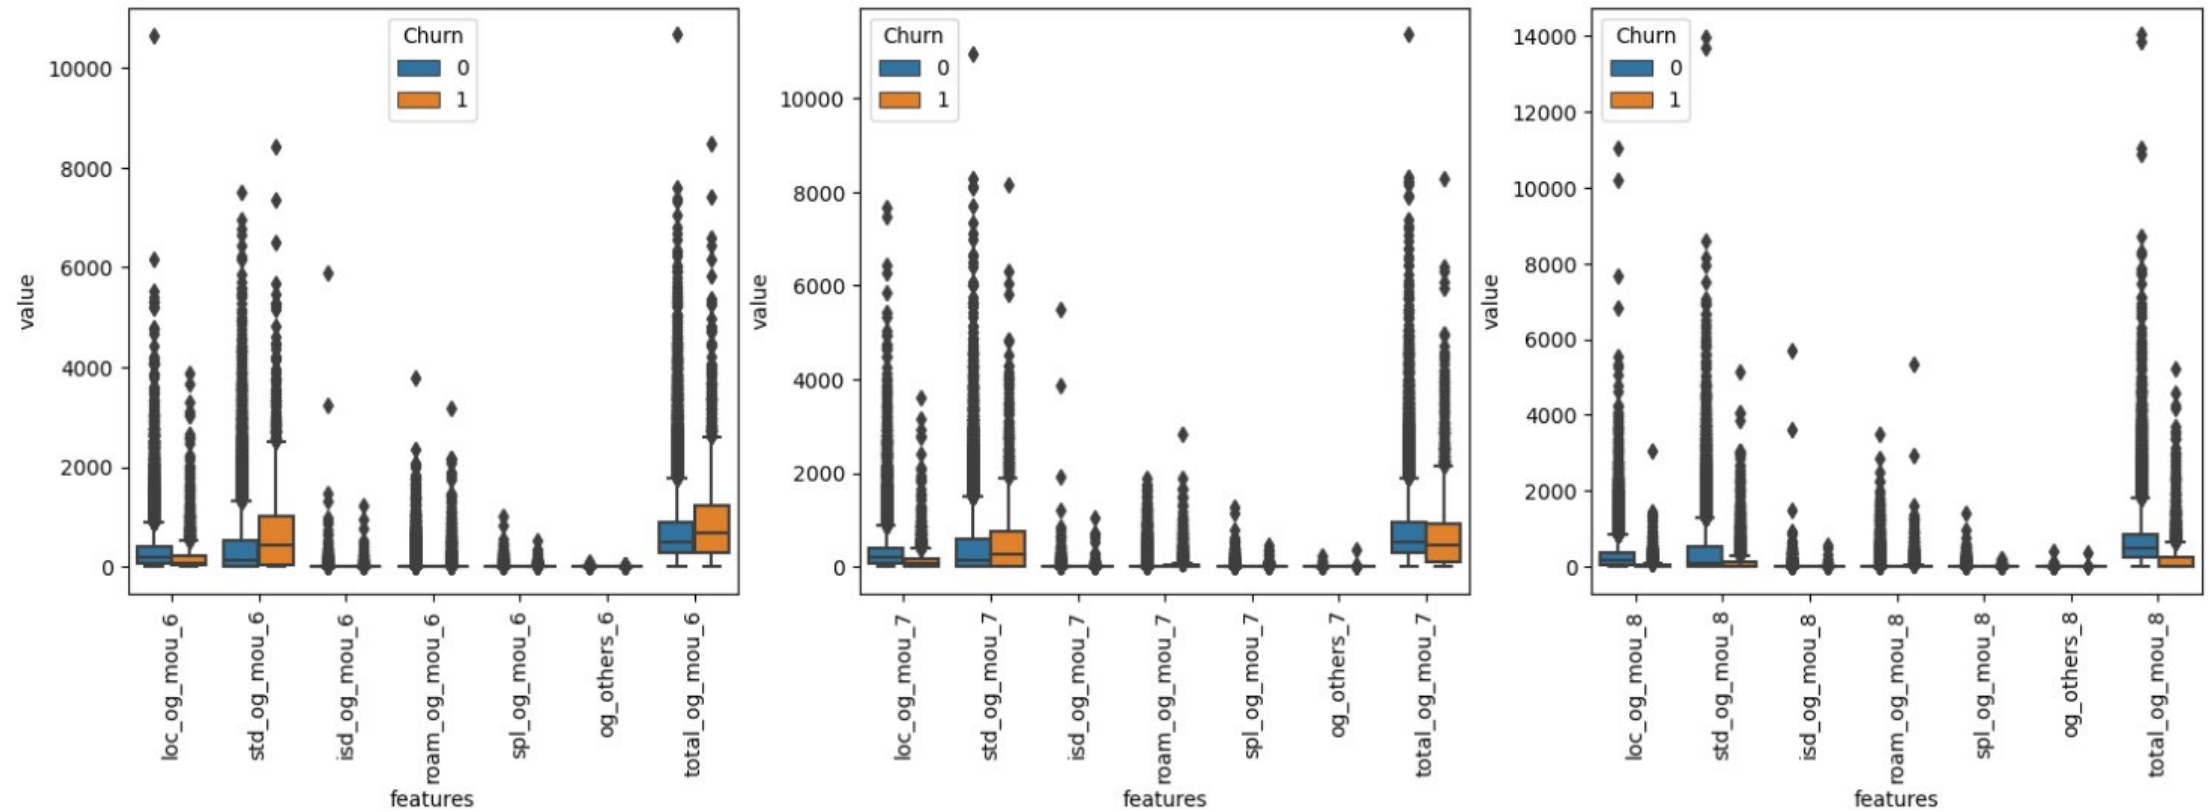 Churn
0
1
10000
8000
6000
4000
2000
0
value
loc_og_mou_6
std_og_mou_6
isd_og_mou_6
roam_og_mou_6
spl_og_mou_6
og_others_6
total_og_mou_6
features
Churn
0
1
10000
8000
6000
4000
2000
0
value
loc_og_mou_7
std_og_mou_7
isd_og_mou_7
roam_og_mou_7
spl_og_mou_7
og_others_7
total_og_mou_7
features
Churn
0
1
14000
12000
10000
8000
6000
4000
2000
0
value
loc_og_mou_8
std_og_mou_8
isd_og_mou_8
roam_og_mou_8
spl_og_mou_8
og_others_8
total_og_mou_8
features